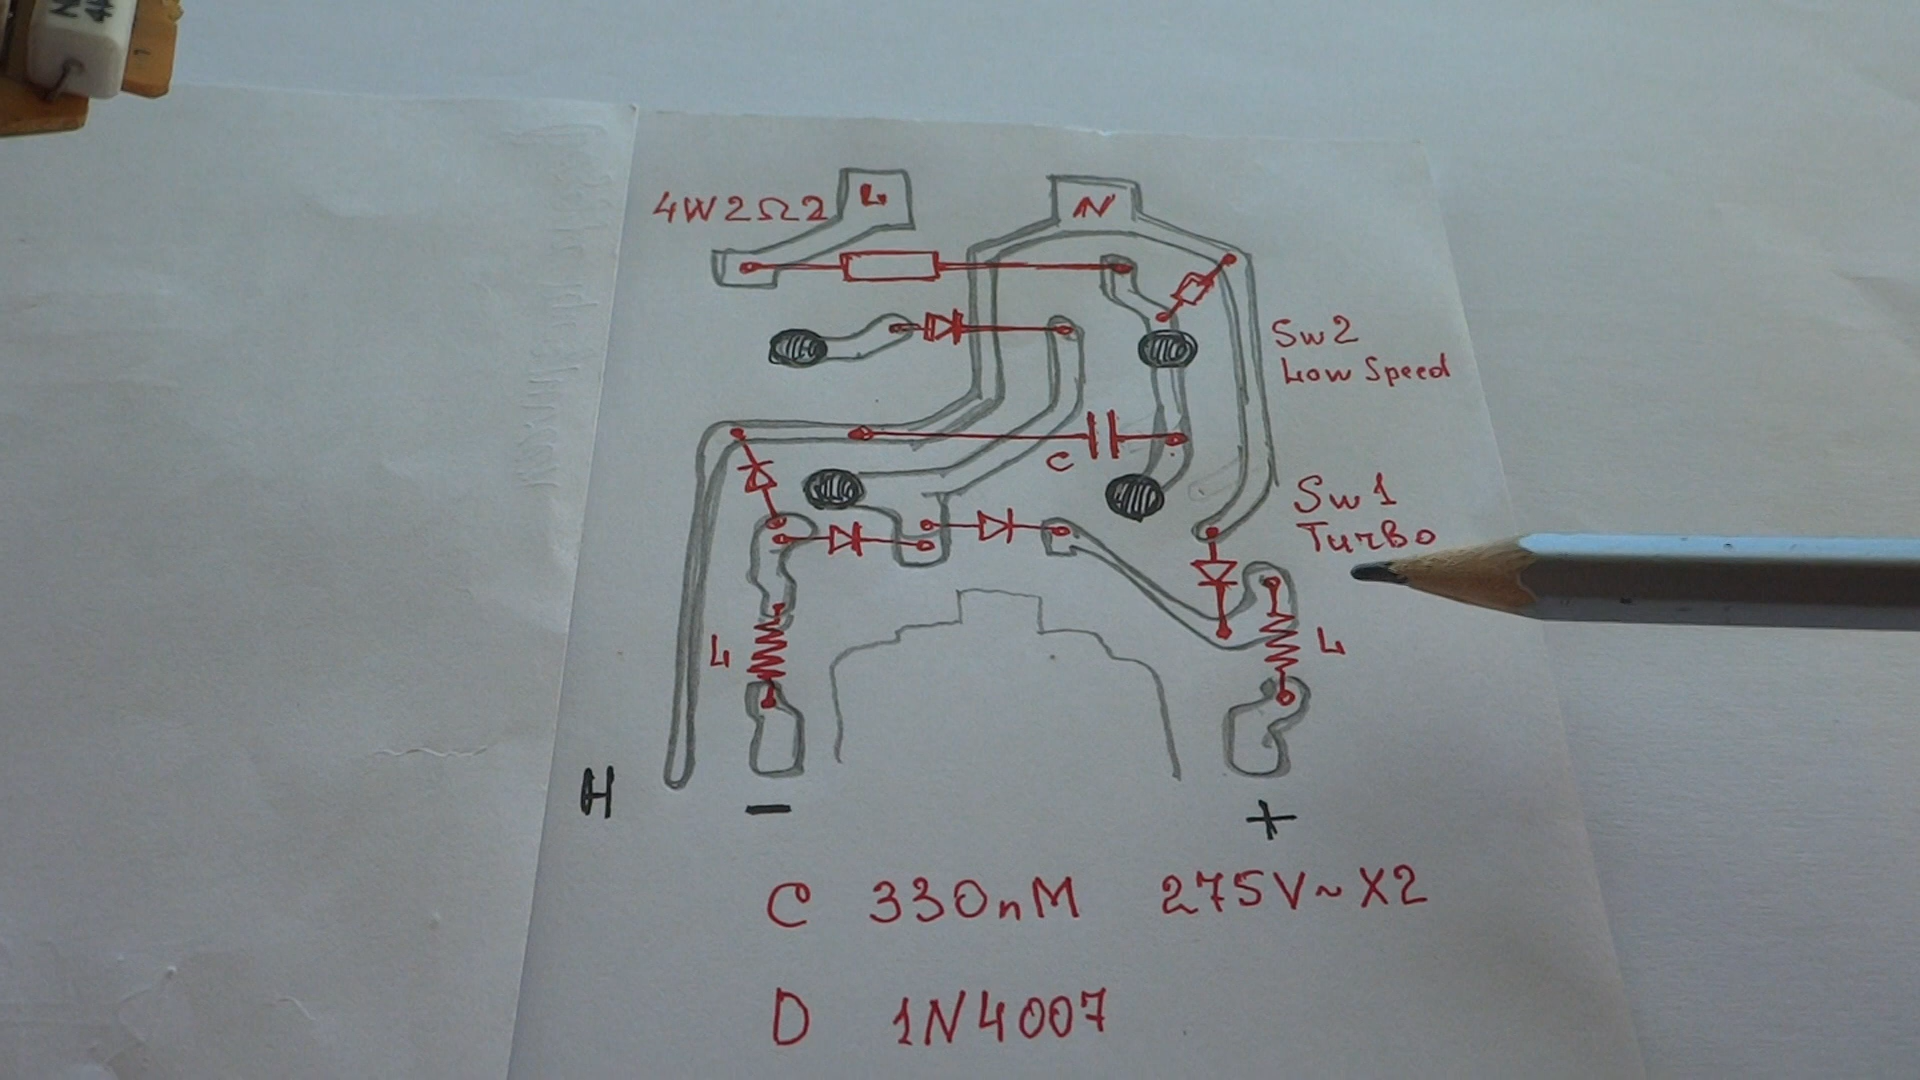 4W2Ω2 L N
Sw2
Low Speed
C
Sw1
Turbo
L L
H − +
C 330nM 275V~X2
D 1N4007